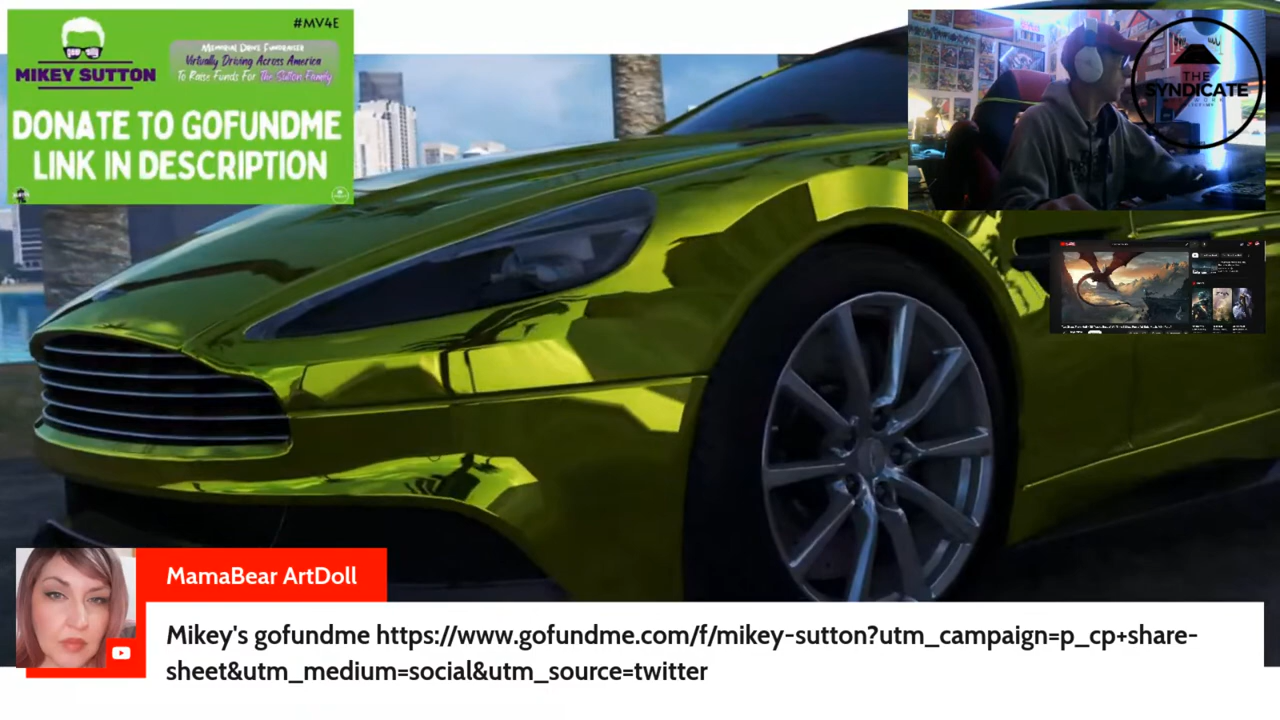 #MV4E
MIKEY SUTTON
MEMORIAL DRIVE FUNDRAISER
Virtually Driving Across America
To Raise Funds For The Sutton Family
DONATE TO GOFUNDME
LINK IN DESCRIPTION
THE
SYNDICATE
MamaBear ArtDoll
Mikey's gofundme https://www.gofundme.com/f/mikey-sutton?utm_campaign=p_cp+share-
sheet&utm_medium=social&utm_source=twitter